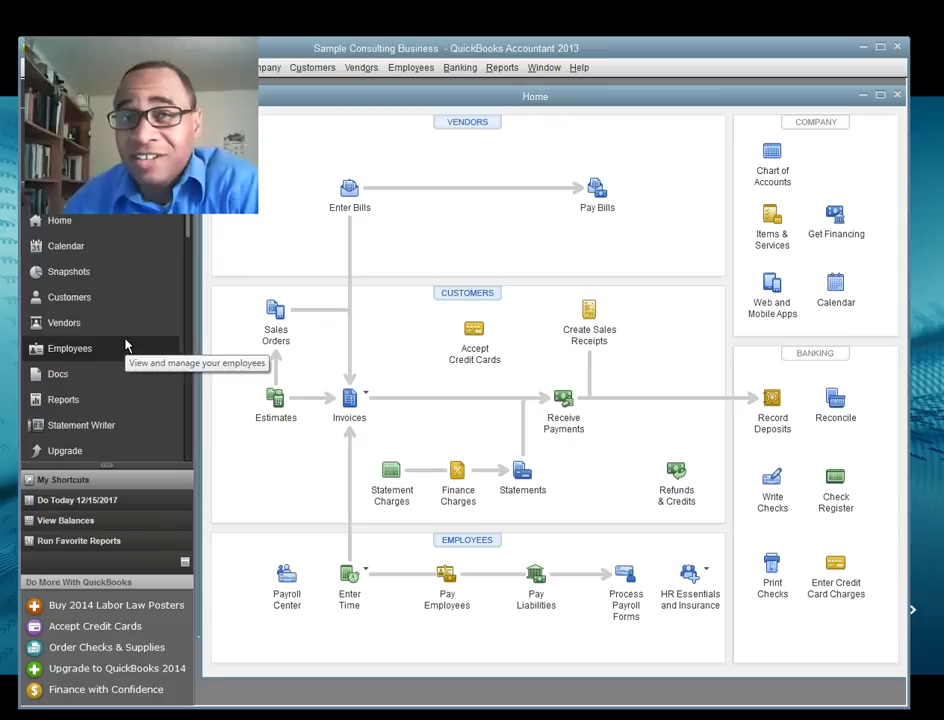 Sample Consulting Business - QuickBooks Accountant 2013
mpany Customers Vendors Employees Banking Reports Window Help
Home
VENDORS
Enter Bills
Pay Bills
COMPANY
Chart of
Accounts
Items &
Services
Get Financing
Web and
Mobile Apps
Calendar
Home
Calendar
Snapshots
Customers
Vendors
Employees
View and manage your employees
Docs
Reports
Statement Writer
Upgrade
CUSTOMERS
Sales
Orders
Accept
Credit Cards
Create Sales
Receipts
Estimates
Invoices
Receive
Payments
Statement
Charges
Finance
Charges
Statements
Refunds
& Credits
BANKING
Record
Deposits
Reconcile
Write
Checks
Check
Register
Print
Checks
Enter Credit
Card Charges
My Shortcuts
Do Today 12/15/2017
View Balances
Run Favorite Reports
EMPLOYEES
Payroll
Center
Enter
Time
Pay
Employees
Pay
Liabilities
Process
Payroll
Forms
HR Essentials
and Insurance
Do More With QuickBooks
Buy 2014 Labor Law Posters
Accept Credit Cards
Order Checks & Supplies
Upgrade to QuickBooks 2014
Finance with Confidence